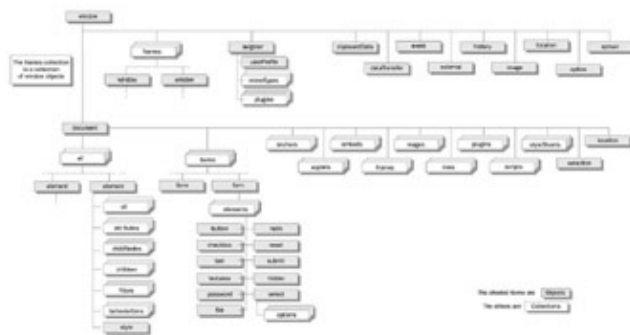 window
frames
navigator
clipboardData
event
history
location
screen
The frames collection
is a collection
of window objects
window
window
userProfile
mimeTypes
plugins
dataTransfer
external
image
option
document
all
forms
anchors
embeds
images
plugins
styleSheets
location
applets
frames
links
scripts
selection
element
element
form
form
all
elements
attributes
button
radio
childNodes
checkbox
reset
children
text
submit
filters
textarea
hidden
password
select
behaviorUrns
file
options
style
The shaded items are
Objects
The others are
Collections